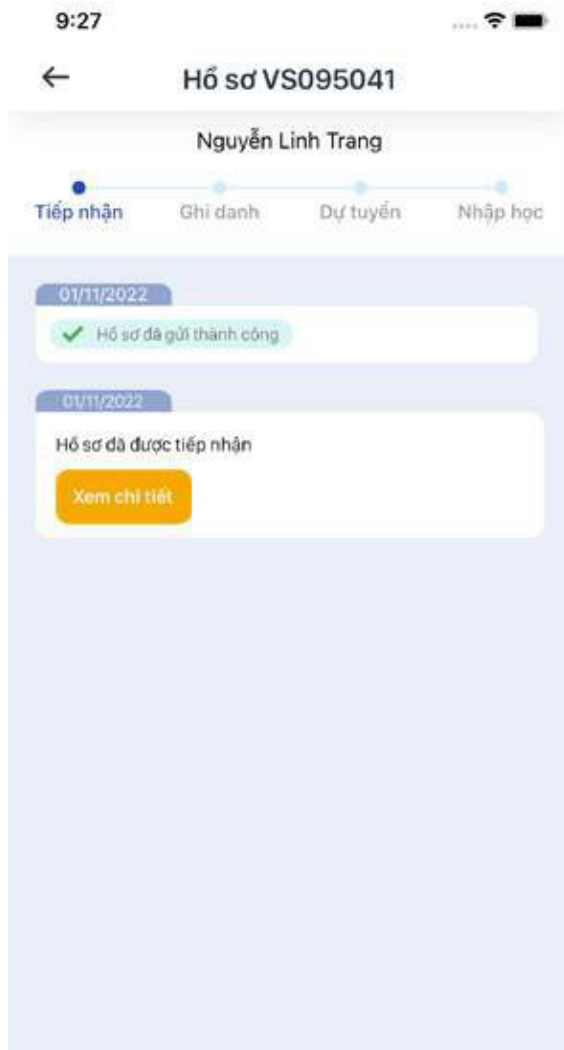 9:27
Hồ sơ VS095041
Nguyễn Linh Trang
Tiếp nhận Ghi danh Dự tuyển Nhập học
01/11/2022
Hồ sơ đã gửi thành công
01/11/2022
Hồ sơ đã được tiếp nhận
Xem chi tiết